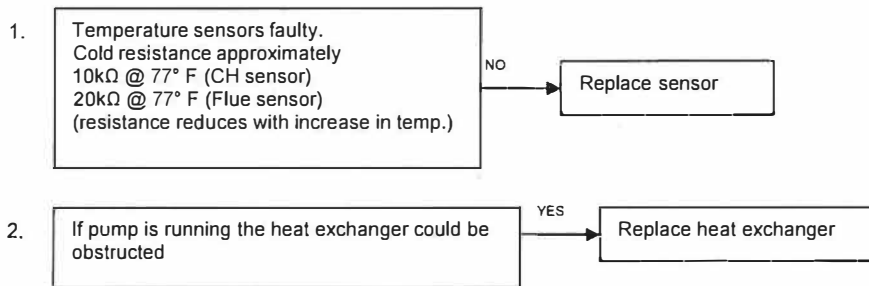 1.
Temperature sensors faulty.
Cold resistance approximately
10kΩ @ 77° F (CH sensor)
20kΩ @ 77° F (Flue sensor)
(resistance reduces with increase in temp.)
NO
Replace sensor
2.
If pump is running the heat exchanger could be
obstructed
YES
Replace heat exchanger